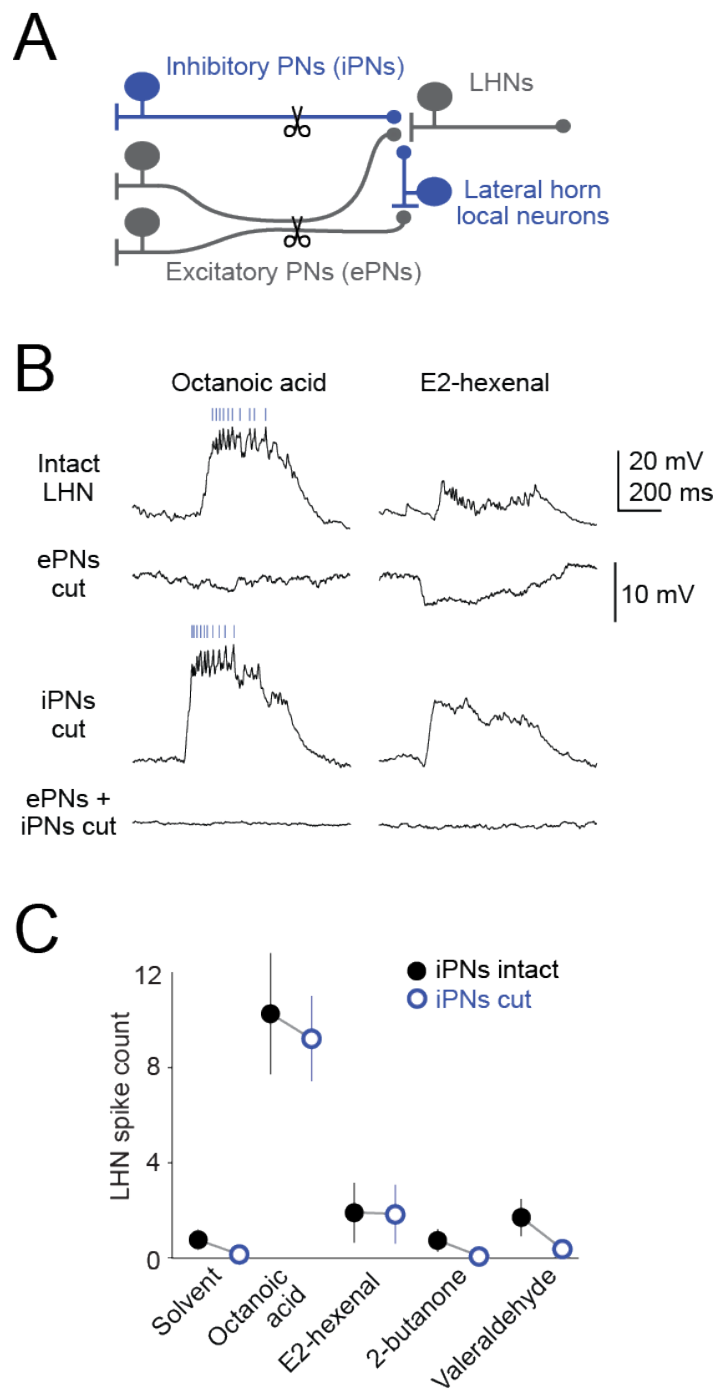 A
Inhibitory PNs (iPNs)
LHNs
Lateral horn
local neurons
Excitatory PNs (ePNs)
B
Octanoic acid
E2-hexenal
Intact
LHN
20 mV
200 ms
ePNs
cut
10 mV
iPNs
cut
ePNs +
iPNs cut
C
12
8
4
0
LHN spike count
iPNs intact
iPNs cut
Solvent
Octanoic
acid
E2-hexenal
2-butanone
Valeraldehyde